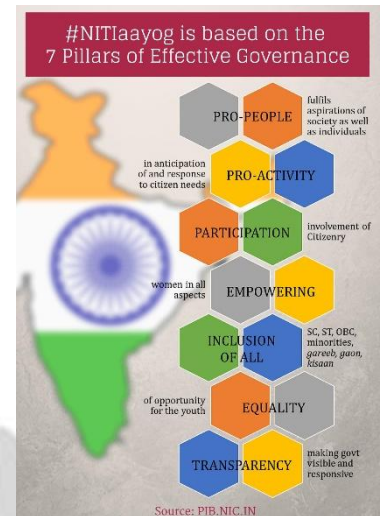 #NITIaayog is based on the
7 Pillars of Effective Governance
PRO-PEOPLE
fulfils
aspirations of
society as well
as individuals
in anticipation
of and response
to citizen needs
PRO-ACTIVITY
PARTICIPATION
involvement of
Citizenry
women in all
aspects
EMPOWERING
INCLUSION
OF ALL
SC, ST, OBC,
minorities,
gareeb, gaon,
kisaan
of opportunity
for the youth
EQUALITY
TRANSPARENCY
making govt
visible and
responsive
Source: PIB.NIC.IN